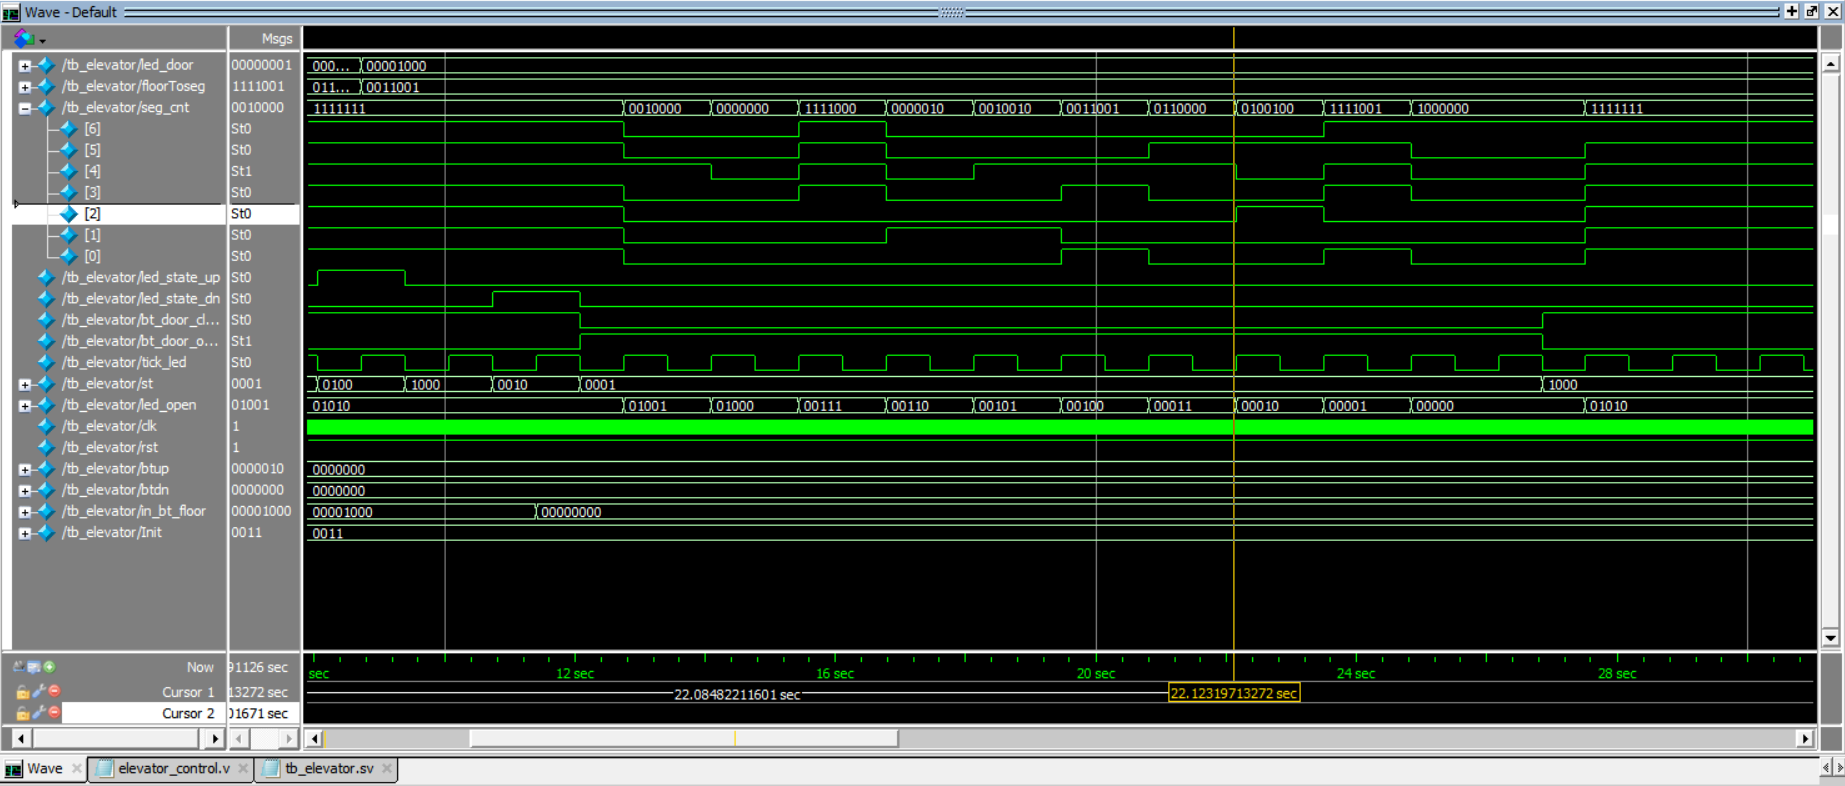 Wave - Default
Msgs
/tb_elevator/led_door 00000001 000... 00001000
/tb_elevator/floorToseg 1111001 011... 0011001
/tb_elevator/seg_cnt 0010000 1111111 0010000 0000000 1111000 0000010 0010010 0011001 0110000 0100100 1111001 1000000 1111111
[6] St0
[5] St0
[4] St1
[3] St0
[2] St0
[1] St0
[0] St0
/tb_elevator/led_state_up St0
/tb_elevator/led_state_dn St0
/tb_elevator/bt_door_cl... St0
/tb_elevator/bt_door_o... St1
/tb_elevator/tick_led St0
/tb_elevator/st 0001 0100 1000 0010 0001 1000
/tb_elevator/led_open 01001 01010 01001 01000 00111 00110 00101 00100 00011 00010 00001 00000 01010
/tb_elevator/clk 1
/tb_elevator/rst 1
/tb_elevator/btup 0000010 0000000
/tb_elevator/btdn 0000000 0000000
/tb_elevator/in_bt_floor 00001000 00001000 00000000
/tb_elevator/Init 0011 0011
Now 91126 sec sec 12 sec 16 sec 20 sec 24 sec 28 sec
Cursor 1 13272 sec 22.08482211601 sec 22.12319713272 sec
Cursor 2 01671 sec
Wave elevator_control.v tb_elevator.sv